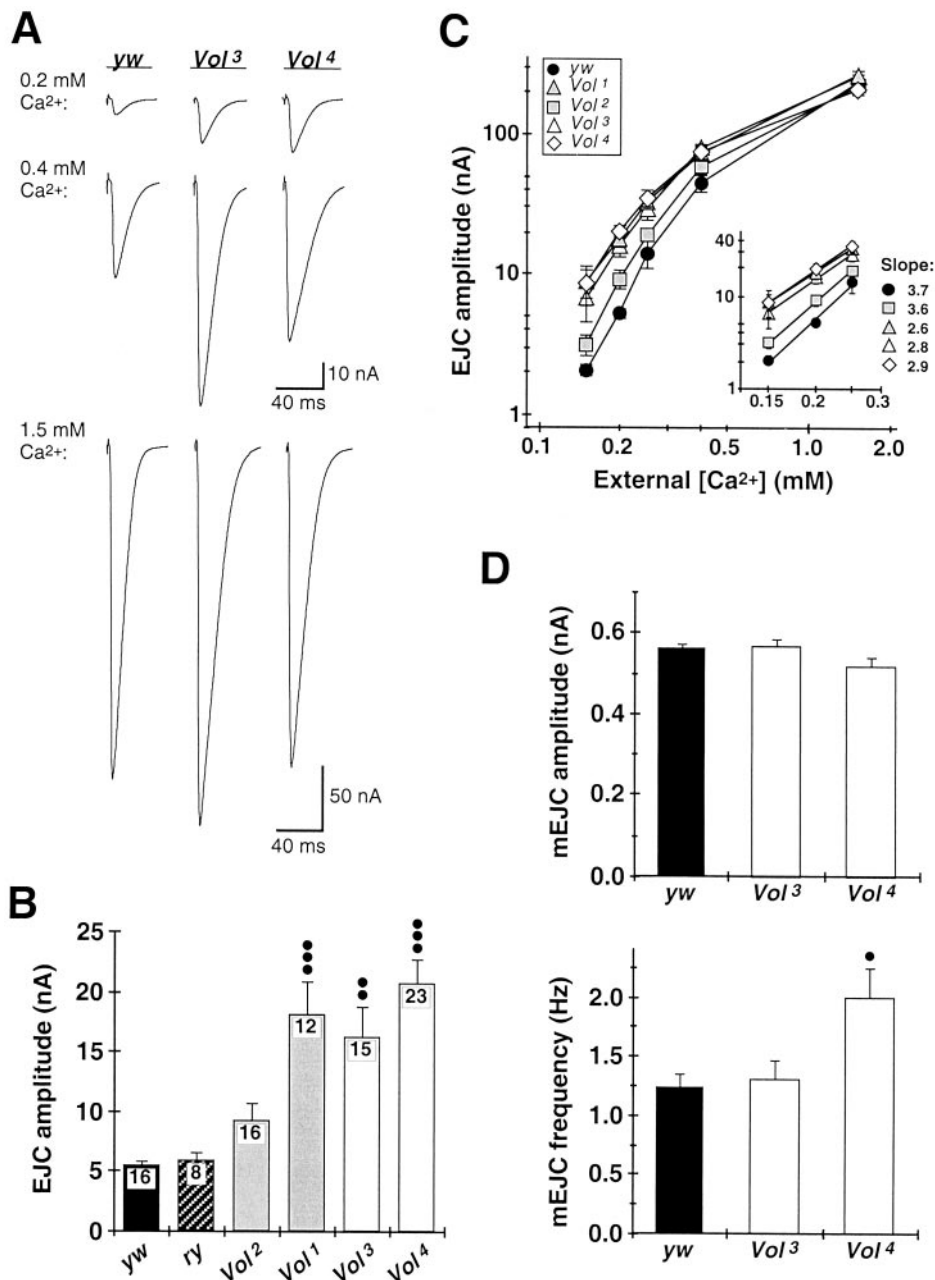 A
yw Vol 3 Vol 4
0.2 mM
Ca2+:
0.4 mM
Ca2+:
10 nA
40 ms
1.5 mM
Ca2+:
50 nA
40 ms
B
EJC amplitude (nA)
25
20
15
10
5
0
16
8
16
12
15
23
yw ry Vol 2 Vol 1 Vol 3 Vol 4
C
EJC amplitude (nA)
100
10
1
yw
Vol 1
Vol 2
Vol 3
Vol 4
40
10
1
0.15 0.2 0.3
Slope:
3.7
3.6
2.6
2.8
2.9
0.1 0.2 0.5 1.0 2.0
External [Ca2+] (mM)
D
mEJC amplitude (nA)
0.6
0.4
0.2
0.0
yw Vol 3 Vol 4
mEJC frequency (Hz)
2.0
1.5
1.0
0.5
0.0
yw Vol 3 Vol 4